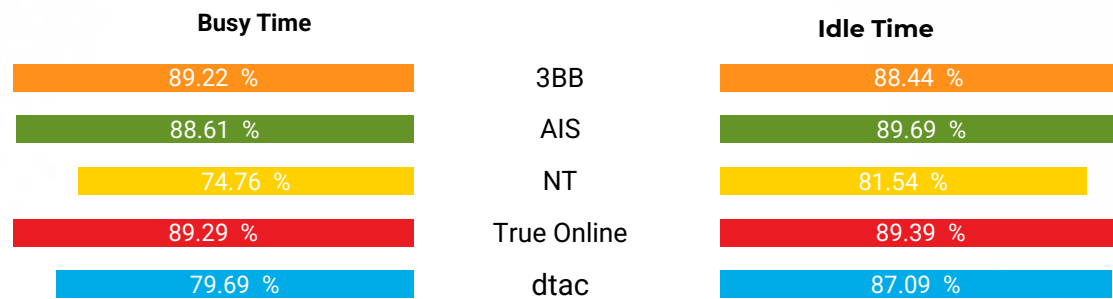 Busy Time Idle Time
89.22 % 3BB 88.44 %
88.61 % AIS 89.69 %
74.76 % NT 81.54 %
89.29 % True Online 89.39 %
79.69 % dtac 87.09 %